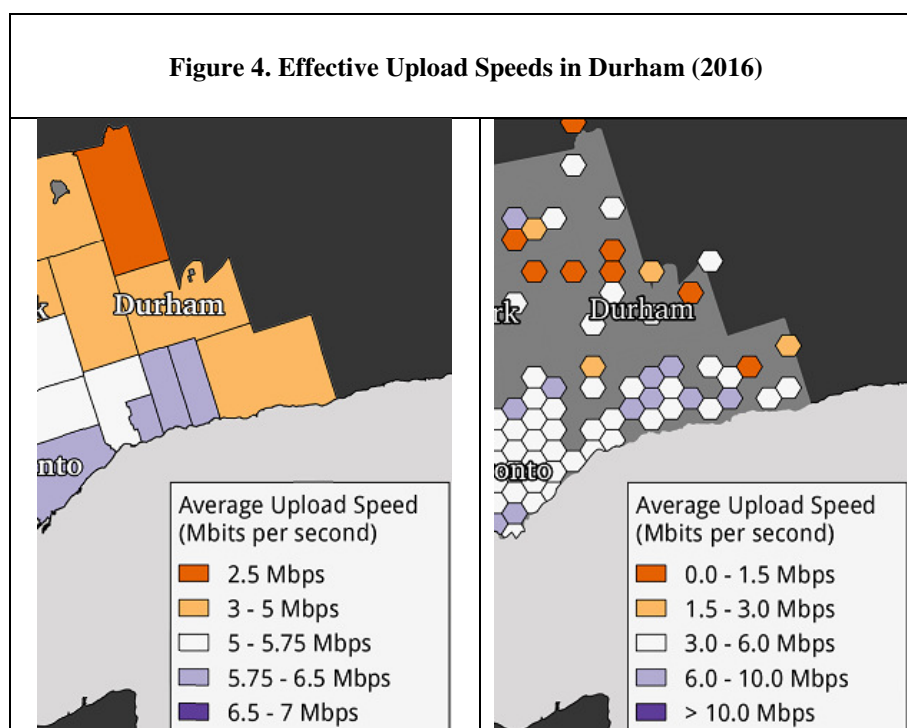 Figure 4. Effective Upload Speeds in Durham (2016)
Durham
k
nto
Average Upload Speed
(Mbits per second)
2.5 Mbps
3 - 5 Mbps
5 - 5.75 Mbps
5.75 - 6.5 Mbps
6.5 - 7 Mbps
Durham
rk
onto
Average Upload Speed
(Mbits per second)
0.0 - 1.5 Mbps
1.5 - 3.0 Mbps
3.0 - 6.0 Mbps
6.0 - 10.0 Mbps
> 10.0 Mbps